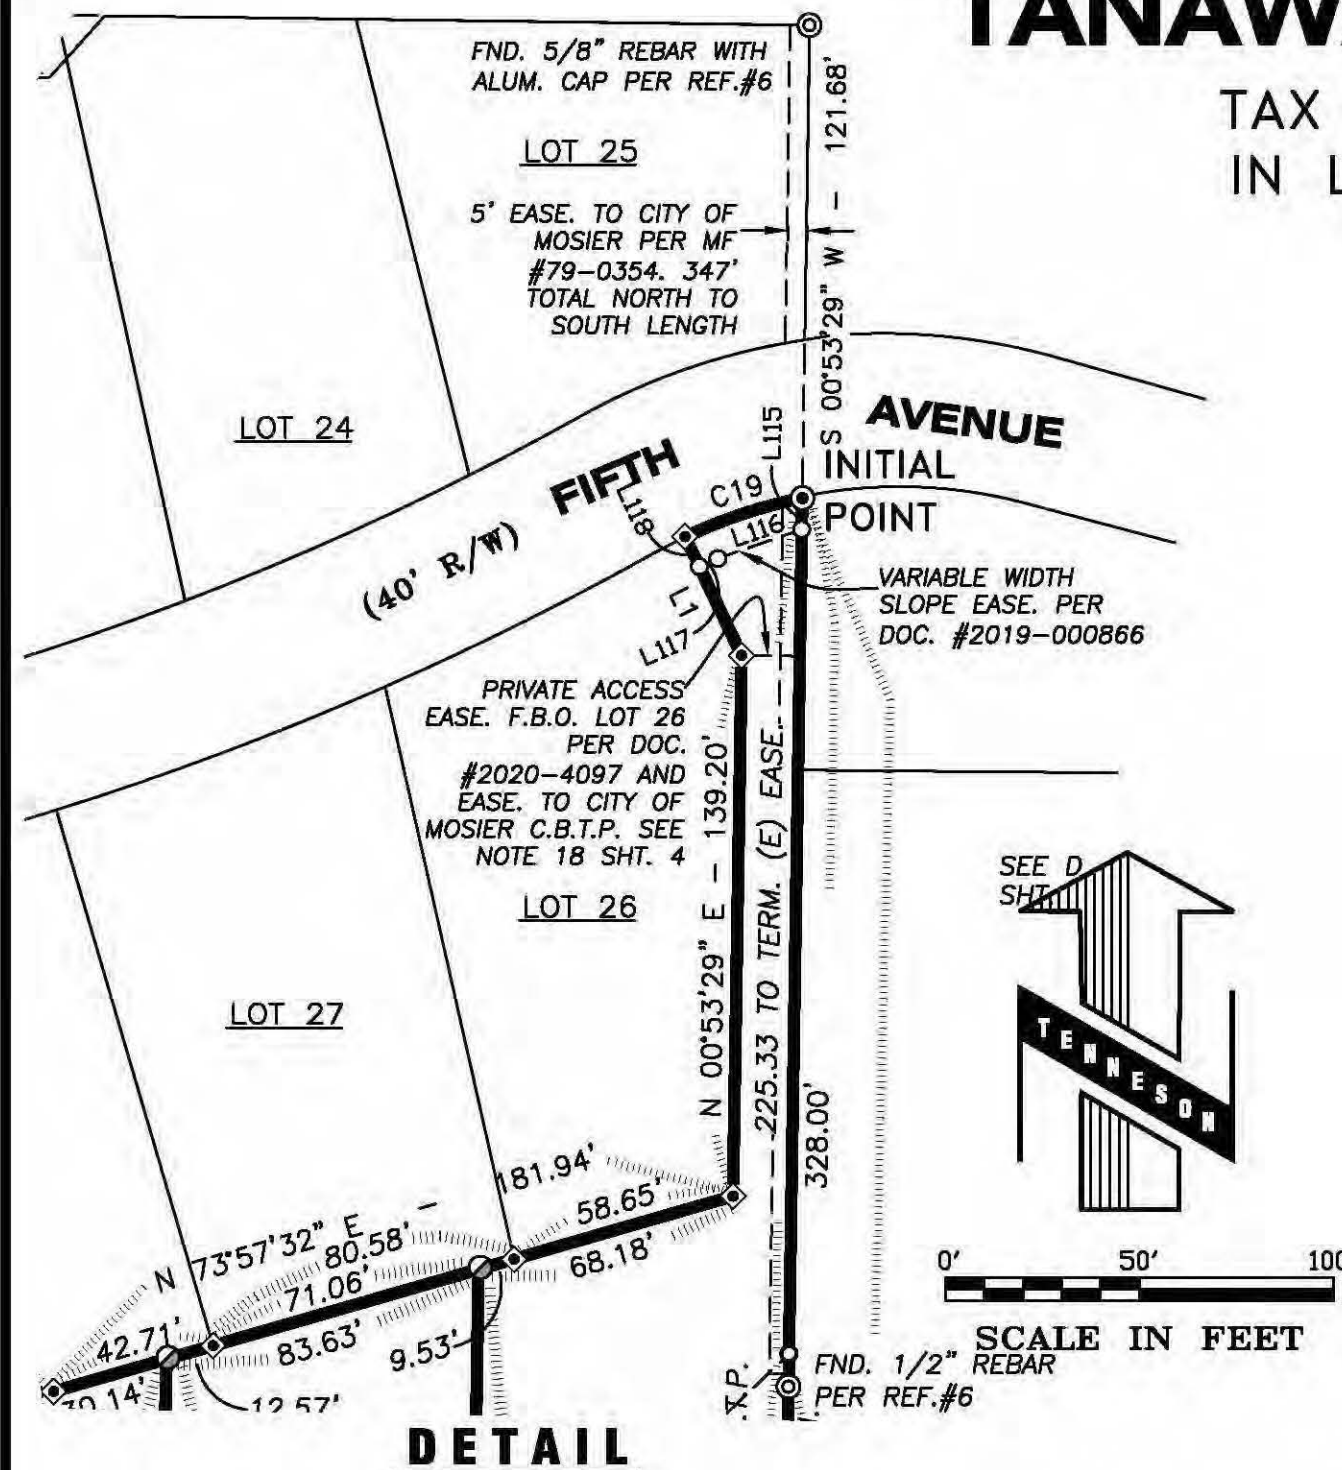 TANAW
TAX
IN L
FND. 5/8" REBAR WITH
ALUM. CAP PER REF.#6
LOT 25
5' EASE. TO CITY OF
MOSIER PER MF
#79-0354. 347'
TOTAL NORTH TO
SOUTH LENGTH
S 00°53'29" W - 121.68'
LOT 24
FIFTH
AVENUE
(40' R/W)
INITIAL
POINT
L115
C19
L118
L116
L1
L117
VARIABLE WIDTH
SLOPE EASE. PER
DOC. #2019-000866
PRIVATE ACCESS
EASE. F.B.O. LOT 26
PER DOC.
#2020-4097 AND
EASE. TO CITY OF
MOSIER C.B.T.P. SEE
NOTE 18 SHT. 4
LOT 26
N 00°53'29" E - 139.20'
225.33 TO TERM. (E) EASE.
328.00'
SEE D
SHT.
TENNESON
LOT 27
N 73°57'32" E - 181.94'
80.58'
58.65'
71.06'
68.18'
42.71'
83.63'
9.53'
12.57'
0' 50' 100
SCALE IN FEET
FND. 1/2" REBAR
PER REF.#6
DETAIL